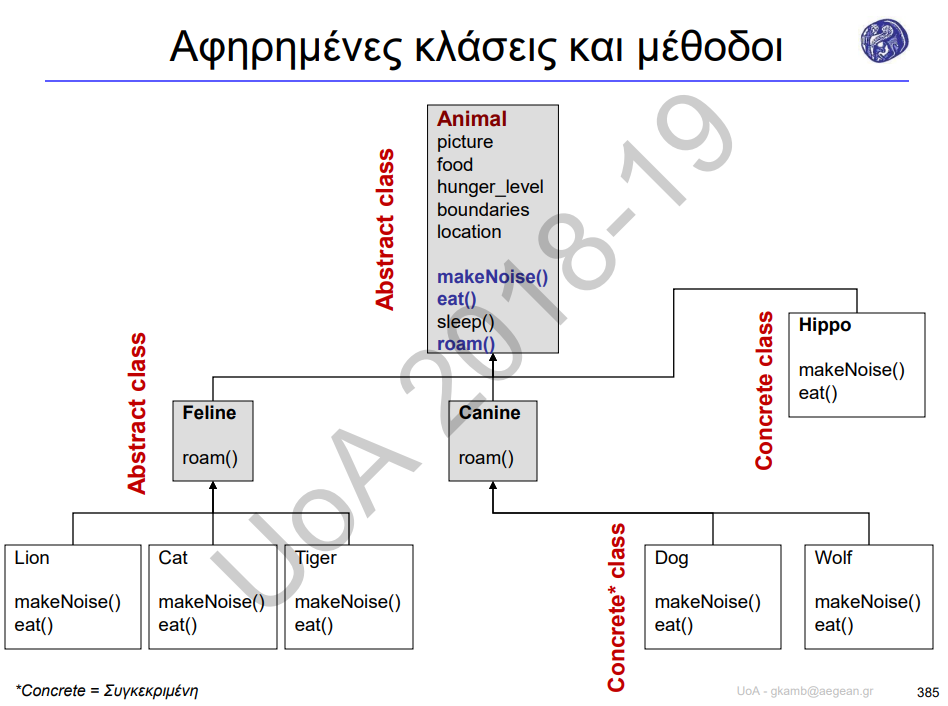 Αφηρημένες κλάσεις και μέθοδοι
Abstract class
Animal
picture
food
hunger_level
boundaries
location
makeNoise()
eat()
sleep()
roam()
Abstract class
Feline
roam()
Canine
roam()
Concrete class
Hippo
makeNoise()
eat()
Lion
makeNoise()
eat()
Cat
makeNoise()
eat()
Tiger
makeNoise()
eat()
Concrete* class
Dog
makeNoise()
eat()
Wolf
makeNoise()
eat()
UoA 2018-19
*Concrete = Συγκεκριμένη
UoA - gkamb@aegean.gr
385